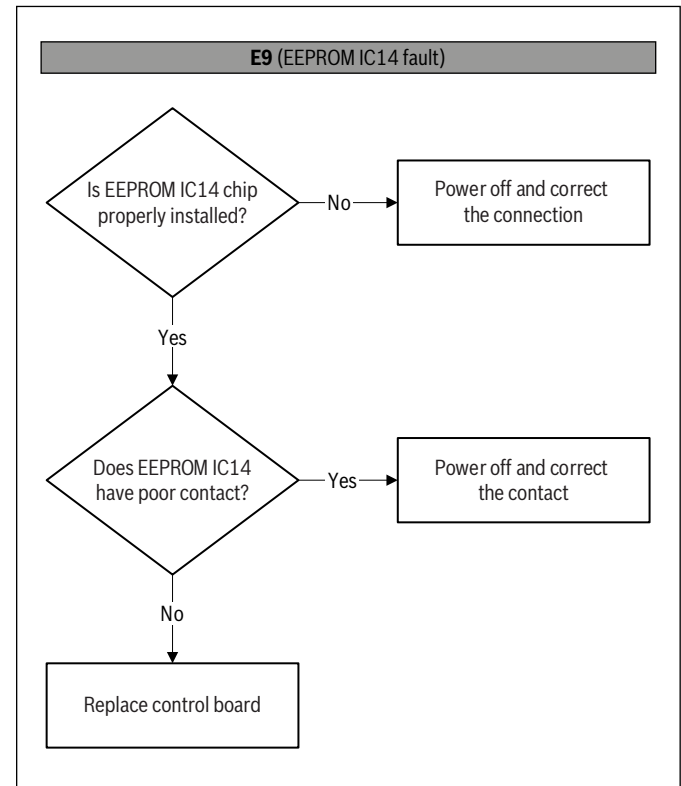 E9 (EEPROM IC14 fault)
Is EEPROM IC14 chip
properly installed?
No
Power off and correct
the connection
Yes
Does EEPROM IC14
have poor contact?
Yes
Power off and correct
the contact
No
Replace control board